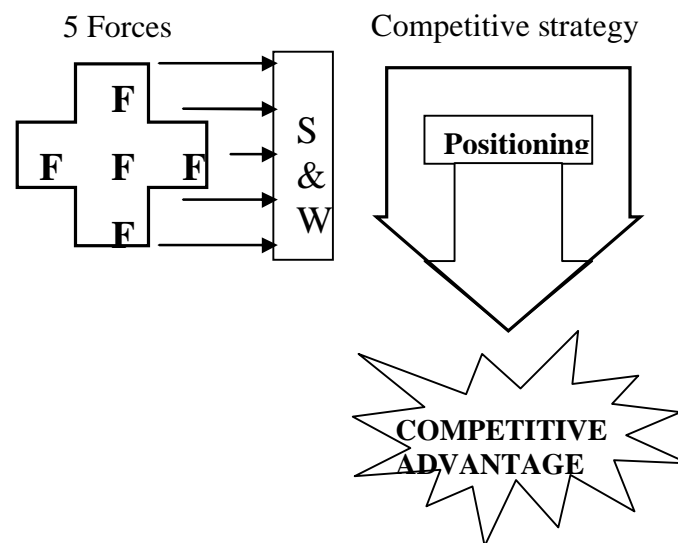 5 Forces
Competitive strategy
F
F F F
F
S
&
W
Positioning
COMPETITIVE
ADVANTAGE